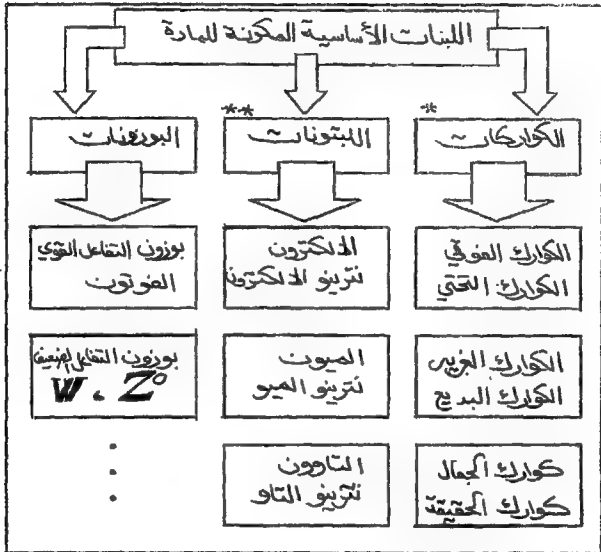 اللبنات الأساسية المكونة للمادة
* الكواركات
** اللبتونات
البوزونات
الكوارك الفوقي
الكوارك التحتي
الالكترون
نترينو الالكترون
بوزون التفاعل القوي
الفوتون
الكوارك الغريب
الكوارك البديع
الميون
نترينو الميو
بوزون التفاعل الضعيف
W . Z°
كوارك الجمال
كوارك الحقيقة
التاوون
نترينو التاو